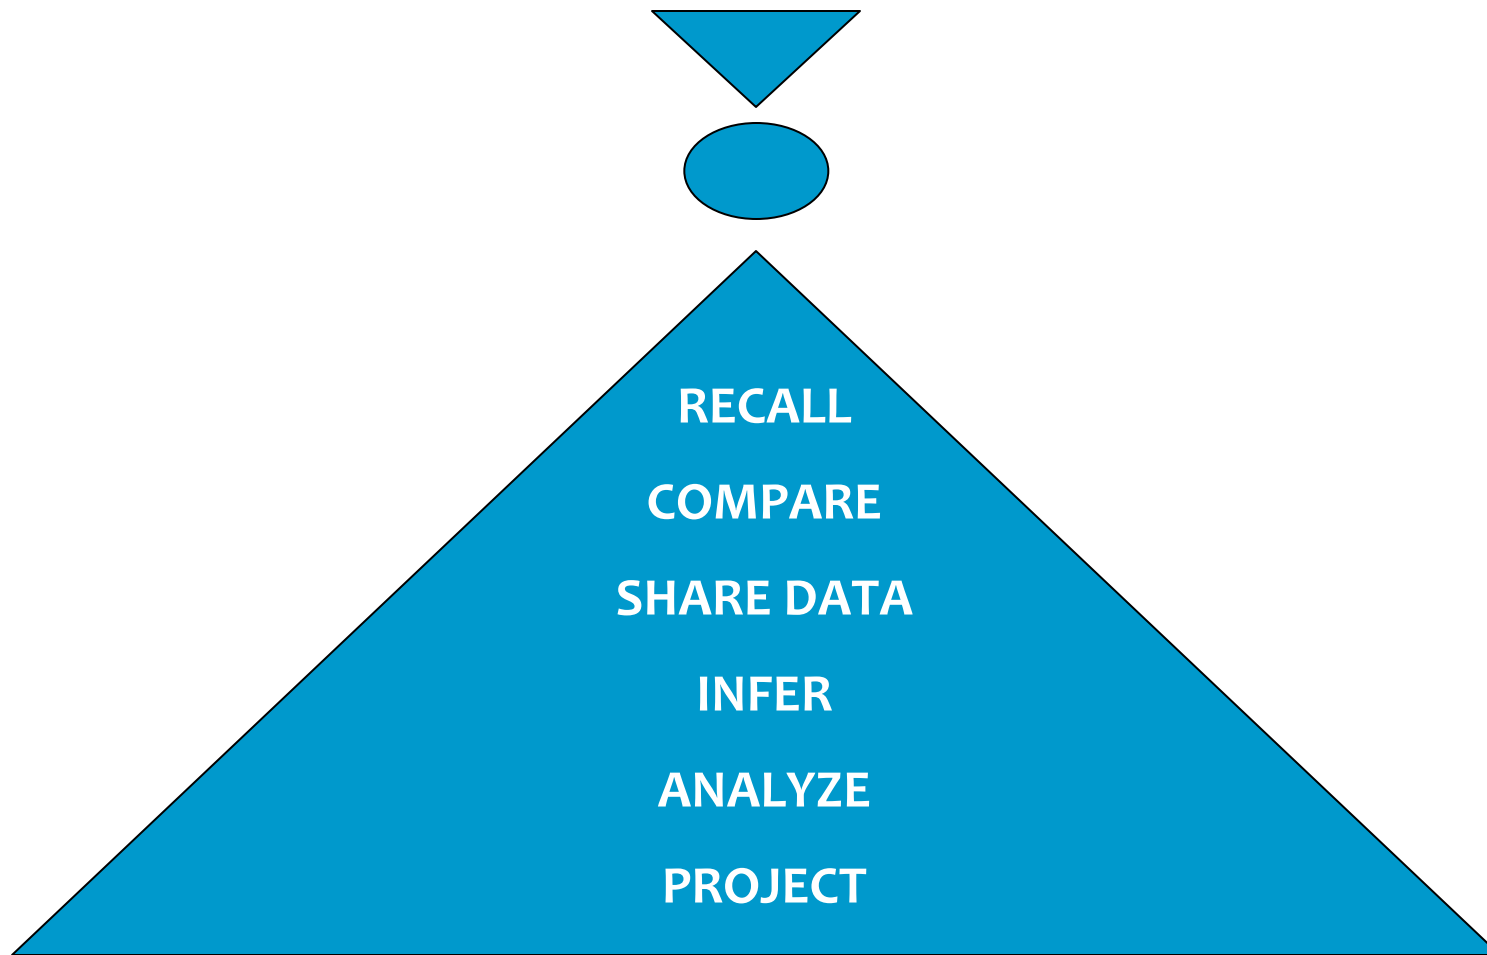 RECALL
COMPARE
SHARE DATA
INFER
ANALYZE
PROJECT